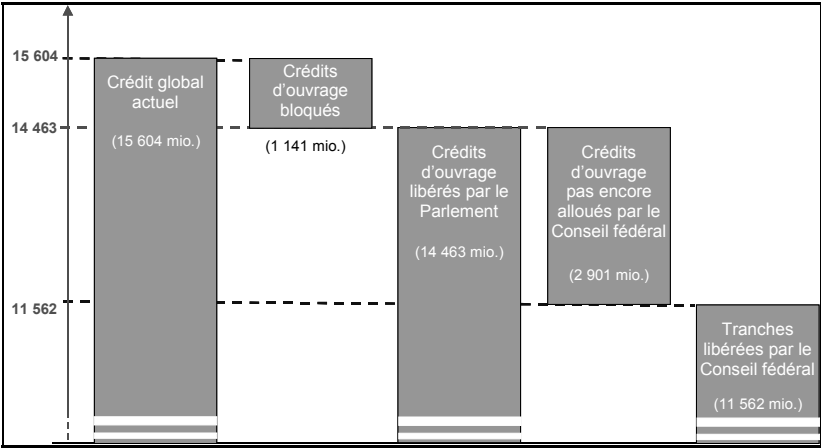 15 604
14 463
11 562
Crédit global
actuel
(15 604 mio.)
Crédits
d'ouvrage
bloqués
(1 141 mio.)
Crédits
d'ouvrage
libérés par le
Parlement
(14 463 mio.)
Crédits
d'ouvrage
pas encore
alloués par le
Conseil fédéral
(2 901 mio.)
Tranches
libérées par le
Conseil fédéral
(11 562 mio.)